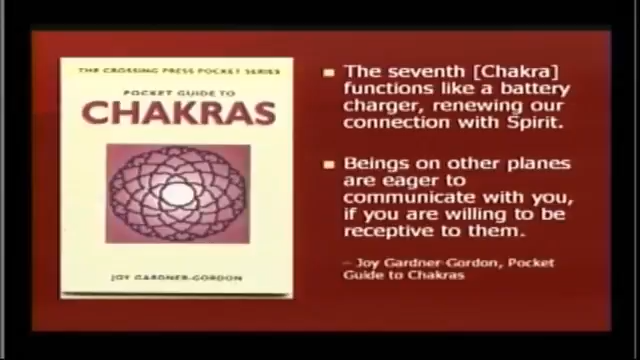 THE CROSSING PRESS POCKET SERIES
POCKET GUIDE TO
CHAKRAS
JOY GARDNER-GORDON
The seventh [Chakra]
functions like a battery
charger, renewing our
connection with Spirit.
Beings on other planes
are eager to
communicate with you,
if you are willing to be
receptive to them.
– Joy Gardner-Gordon, Pocket
Guide to Chakras